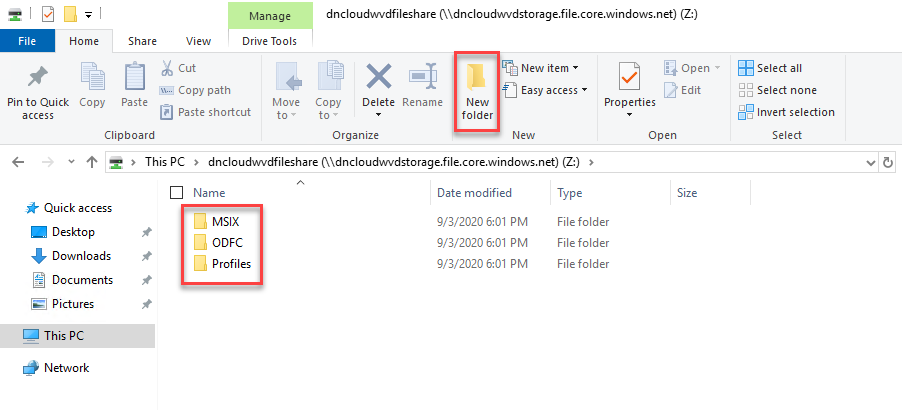 Manage
dncloudwvdfileshare (\\dncloudwvdstorage.file.core.windows.net) (Z:)
File
Home
Share
View
Drive Tools
Pin to Quick access
Copy
Paste
Cut
Copy path
Paste shortcut
Clipboard
Move to
Copy to
Delete
Rename
Organize
New folder
New item
Easy access
New
Properties
Open
Edit
Open
Select all
Select none
Invert selection
Select
This PC > dncloudwvdfileshare (\\dncloudwvdstorage.file.core.windows.net) (Z:) >
Name Date modified Type Size
Quick access
Desktop
Downloads
Documents
Pictures
This PC
Network
MSIX 9/3/2020 6:01 PM File folder
ODFC 9/3/2020 6:01 PM File folder
Profiles 9/3/2020 6:01 PM File folder